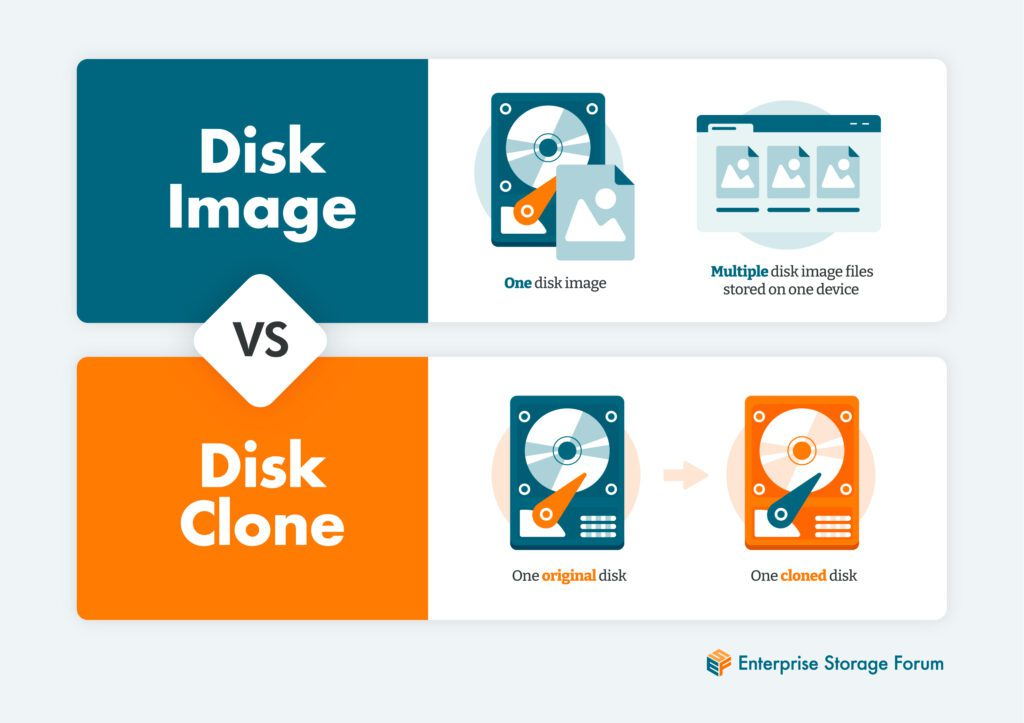 Disk
Image
One disk image
Multiple disk image files
stored on one device
VS
Disk
Clone
One original disk
One cloned disk
ESF Enterprise Storage Forum